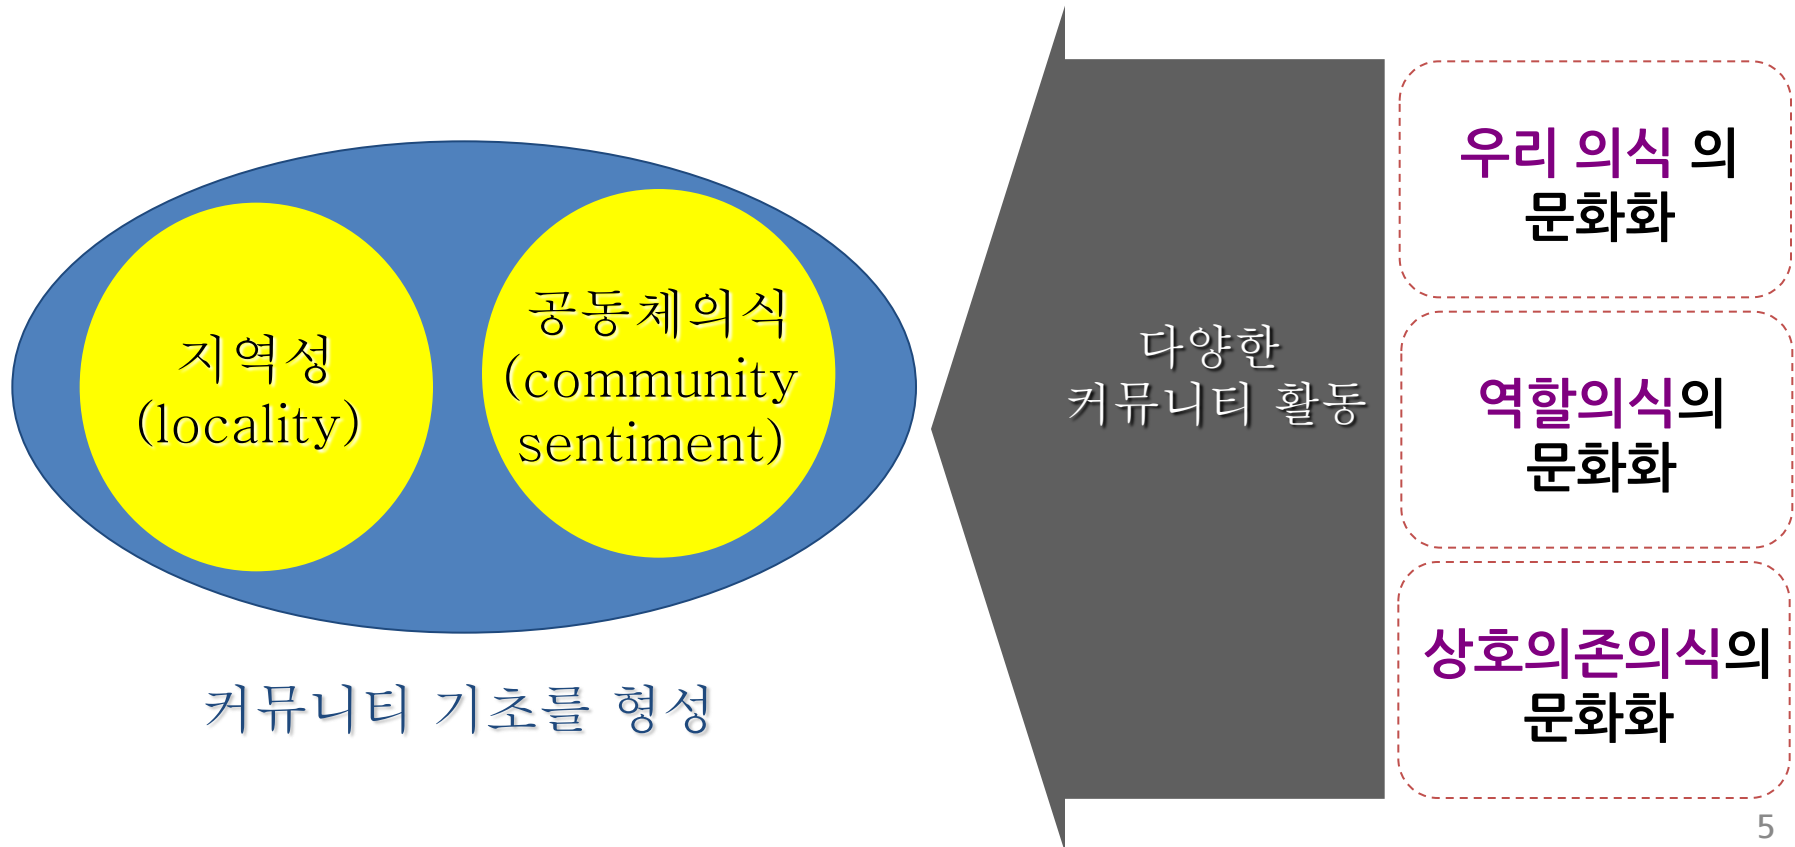 지역성
(locality)
공동체의식
(community
sentiment)
커뮤니티 기초를 형성
다양한
커뮤니티 활동
우리 의식 의
문화화
역할의식의
문화화
상호의존의식의
문화화
5